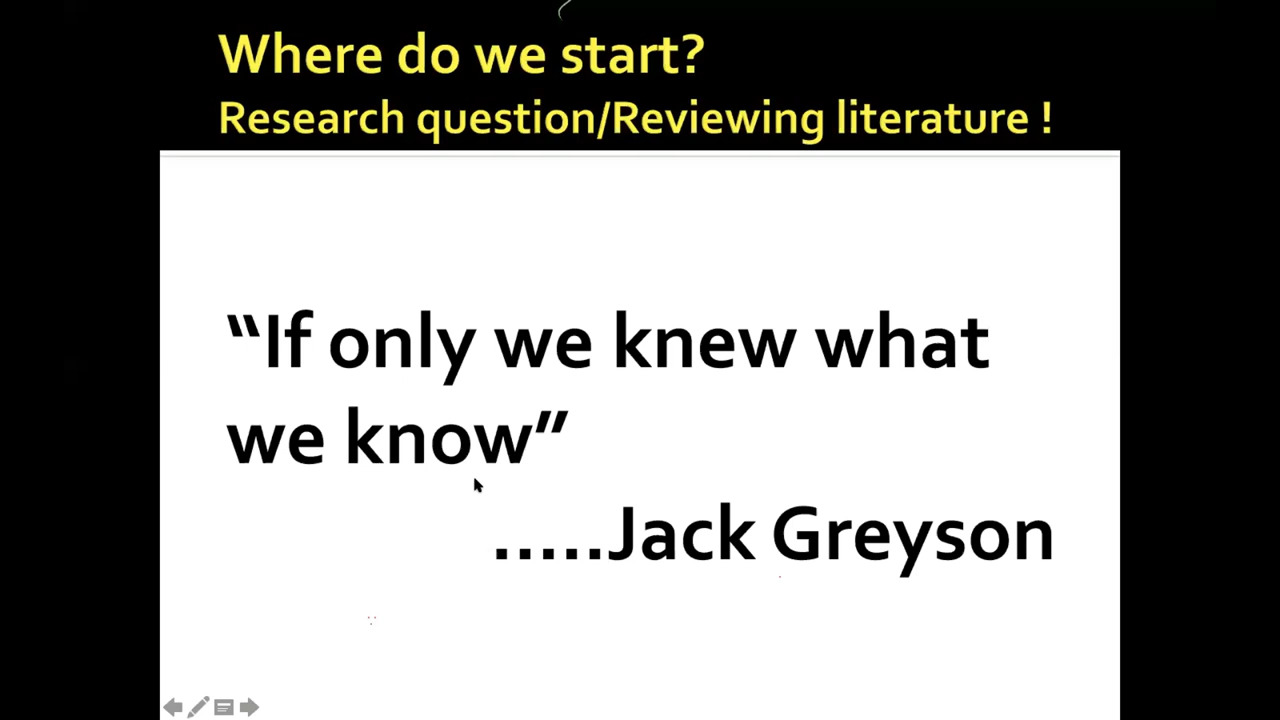 Where do we start?
Research question/Reviewing literature !
“If only we knew what
we know”
.....Jack Greyson